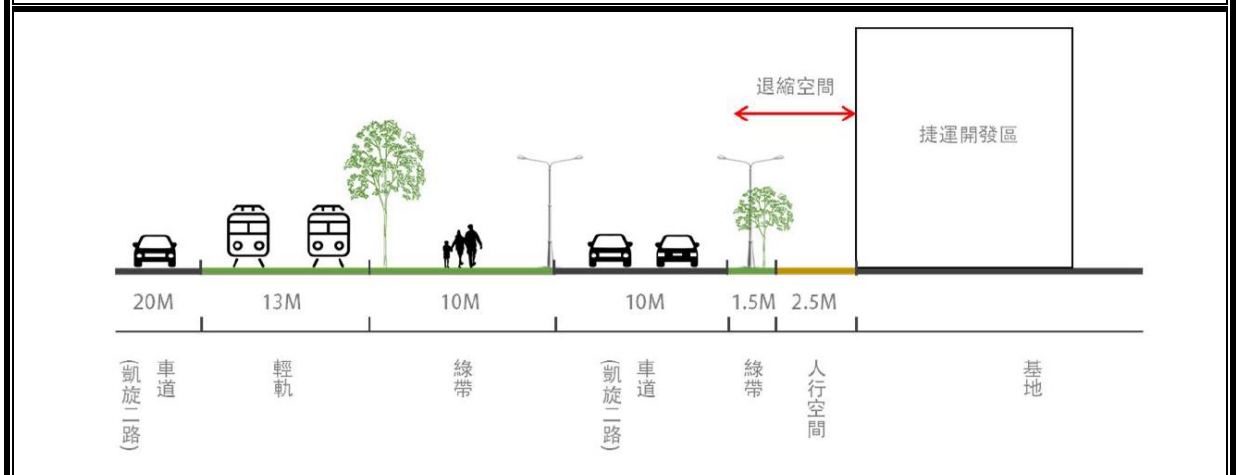 退縮空間
捷運開發區
20M 13M 10M 10M 1.5M 2.5M
車道
(凱旋二路)
輕軌
綠帶
車道
(凱旋二路)
綠帶
人行空間
基地